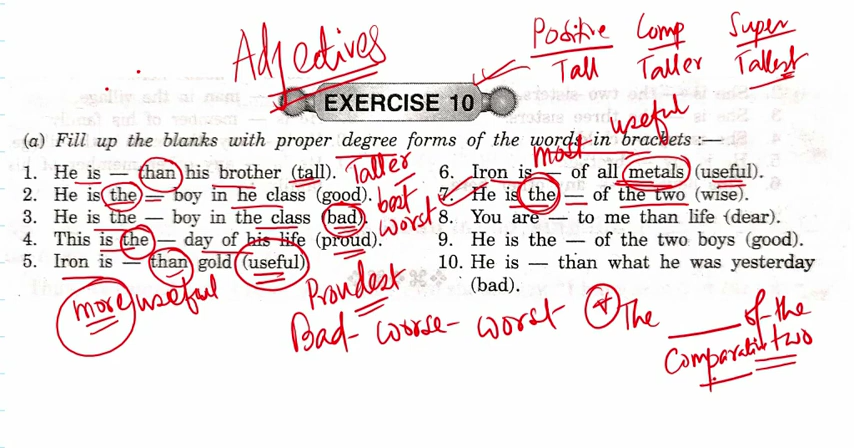 Positive Comp Super
Adjectives Tall Taller Tallest
EXERCISE 10
useful
(a) Fill up the blanks with proper degree forms of the words in brackets:—
most
1. He is — than his brother (tall). Taller
2. He is the — boy in he class (good). best
3. He is the — boy in the class (bad). worst
4. This is the — day of his life (proud).
5. Iron is — than gold (useful)
more useful
Proudest
6. Iron is — of all metals (useful).
7. He is the — of the two (wise).
8. You are — to me than life (dear).
9. He is the — of the two boys (good).
10. He is — than what he was yesterday
(bad).
Bad - worse - worst * The ____ of the
Comparative two